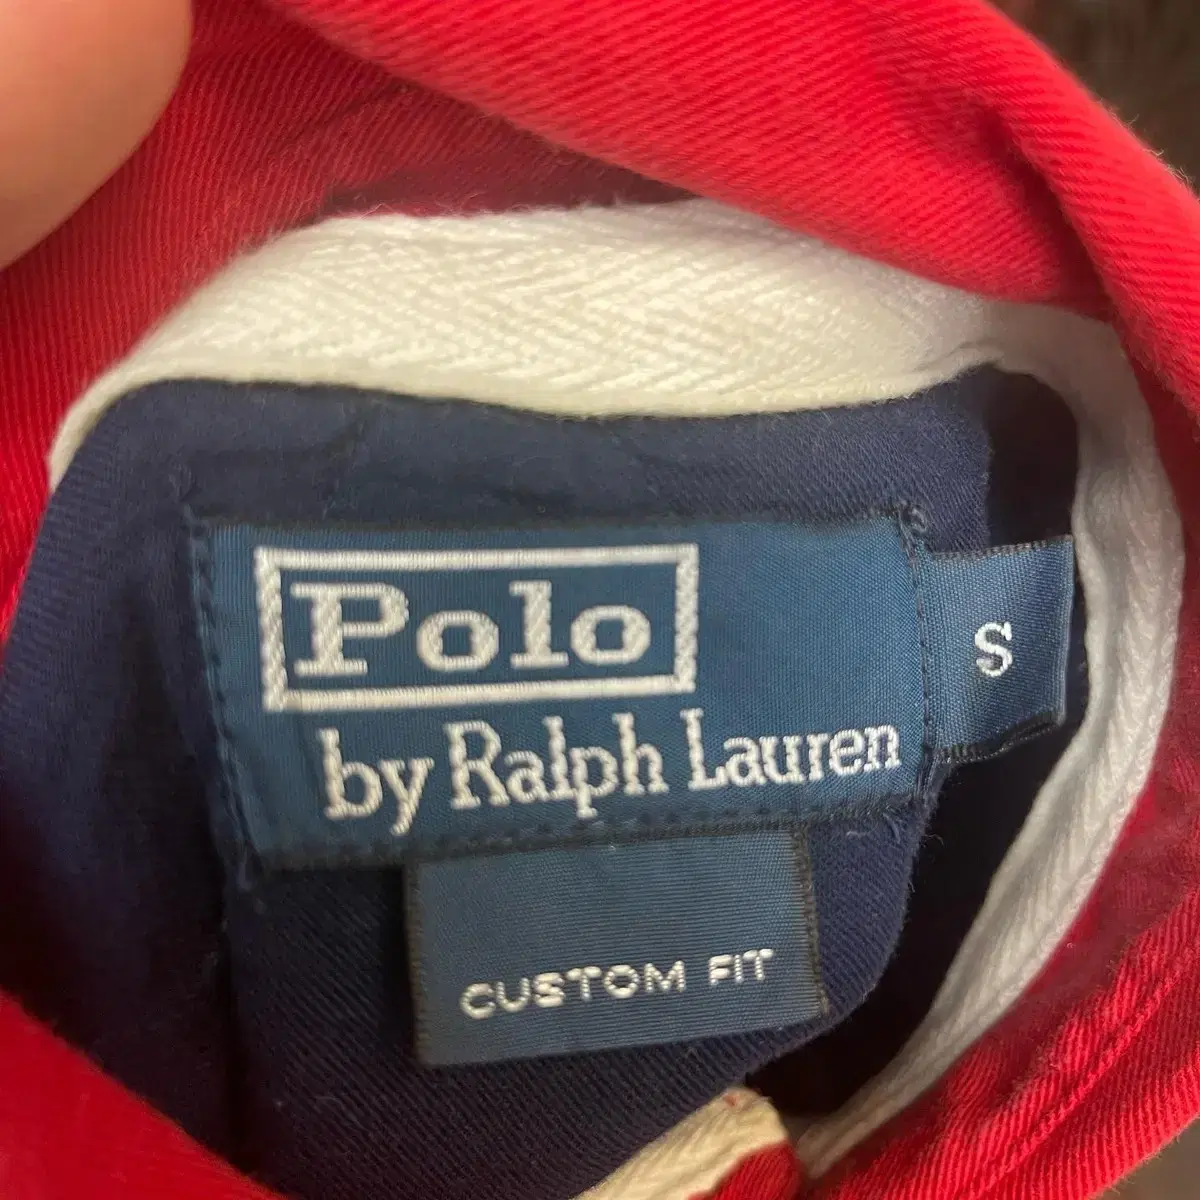 Polo
by Ralph Lauren
S
CUSTOM FIT